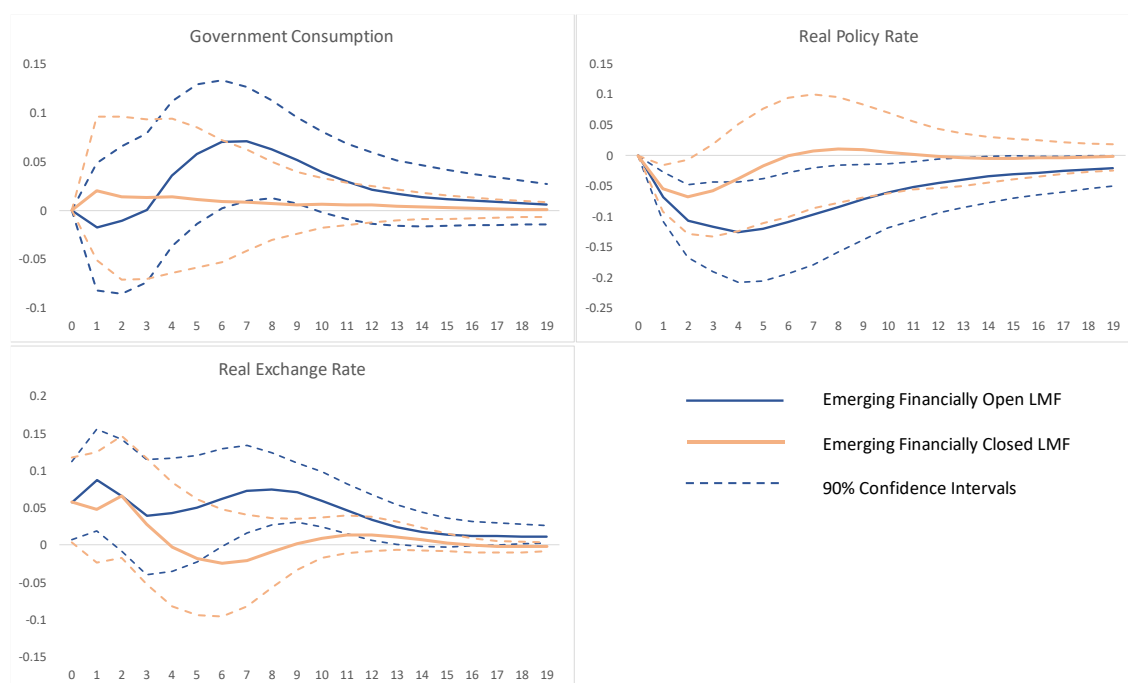 Government Consumption
0.15
0.1
0.05
0
-0.05
-0.1
0 1 2 3 4 5 6 7 8 9 10 11 12 13 14 15 16 17 18 19
Real Policy Rate
0.15
0.1
0.05
0
-0.05
-0.1
-0.15
-0.2
-0.25
0 1 2 3 4 5 6 7 8 9 10 11 12 13 14 15 16 17 18 19
Real Exchange Rate
0.2
0.15
0.1
0.05
0
-0.05
-0.1
-0.15
0 1 2 3 4 5 6 7 8 9 10 11 12 13 14 15 16 17 18 19
Emerging Financially Open LMF
Emerging Financially Closed LMF
90% Confidence Intervals